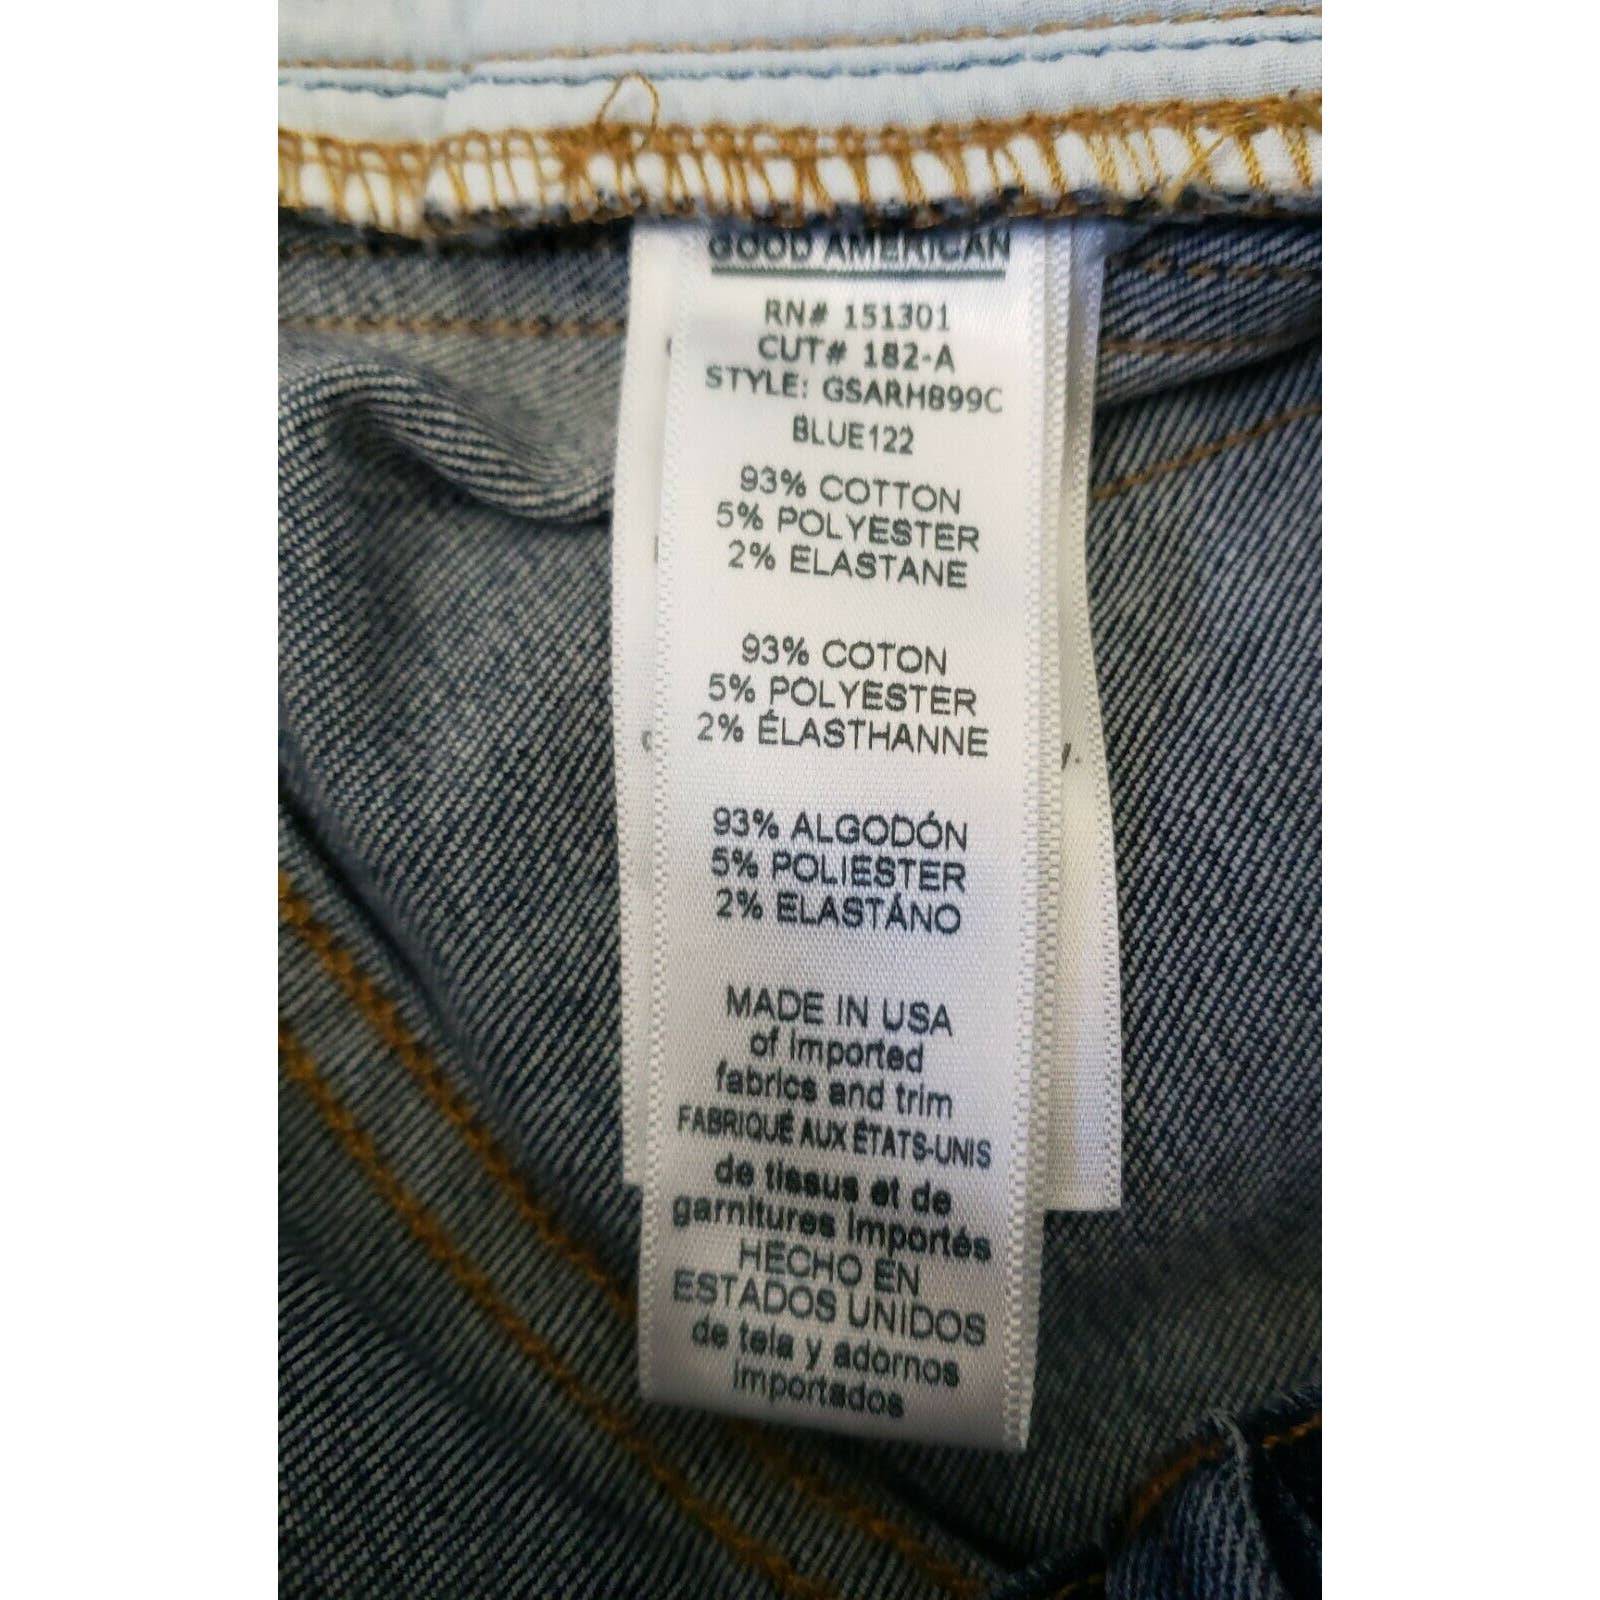 GOOD AMERICAN
RN# 151301
CUT# 182-A
STYLE: GSARHB99C
BLUE122
93% COTTON
5% POLYESTER
2% ELASTANE
93% COTON
5% POLYESTER
2% ÉLASTHANNE
93% ALGODÓN
5% POLIESTER
2% ELASTÁNO
MADE IN USA
of imported
fabrics and trim
FABRIQUÉ AUX ÉTATS-UNIS
de tissus et de
garnitures importés
HECHO EN
ESTADOS UNIDOS
de tela y adornos
importados
y.